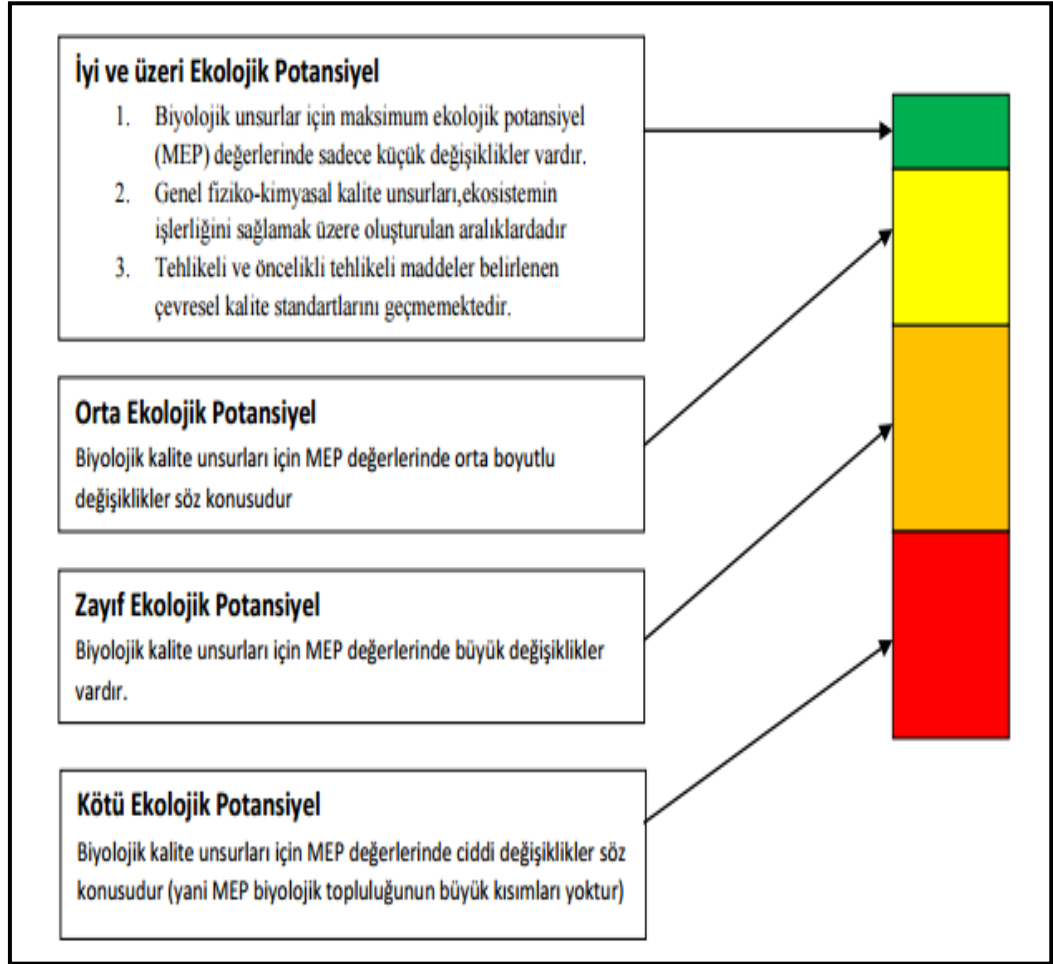 İyi ve üzeri Ekolojik Potansiyel
1. Biyolojik unsurlar için maksimum ekolojik potansiyel
(MEP) değerlerinde sadece küçük değişiklikler vardır.
2. Genel fiziko-kimyasal kalite unsurları,ekosistemin
işlerliğini sağlamak üzere oluşturulan aralıklardadır
3. Tehlikeli ve öncelikli tehlikeli maddeler belirlenen
çevresel kalite standartlarını geçmemektedir.
Orta Ekolojik Potansiyel
Biyolojik kalite unsurları için MEP değerlerinde orta boyutlu
değişiklikler söz konusudur
Zayıf Ekolojik Potansiyel
Biyolojik kalite unsurları için MEP değerlerinde büyük değişiklikler
vardır.
Kötü Ekolojik Potansiyel
Biyolojik kalite unsurları için MEP değerlerinde ciddi değişiklikler söz
konusudur (yani MEP biyolojik topluluğunun büyük kısımları yoktur)